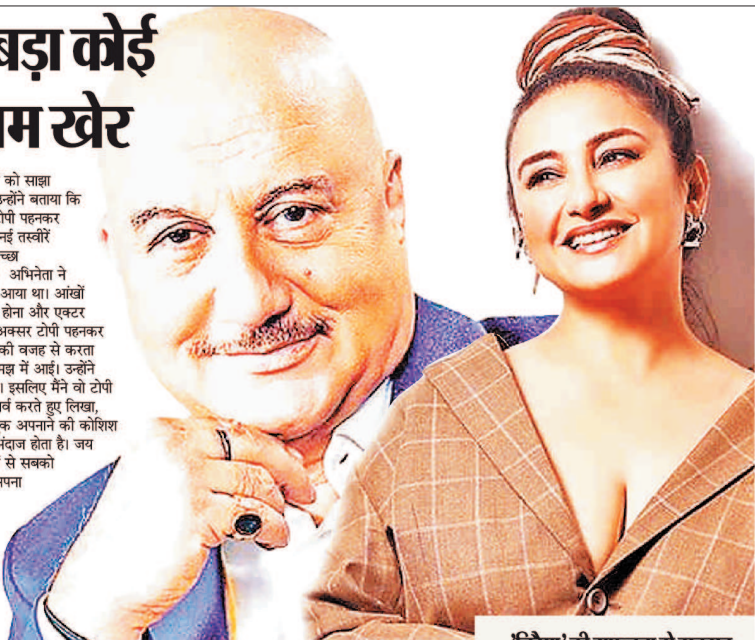 बड़ा कोई
म खेर
को साझा
उन्होंने बताया कि
टोपी पहनकर
नई तस्वीरें
च्छा
अभिनेता ने
आया था। आंखों
होना और एक्टर
अक्सर टोपी पहनकर
की वजह से करता
मझ में आई। उन्होंने
। इसलिए मैंने वो टोपी
र्व करते हुए लिखा,
क अपनाने की कोशिश
अंदाज होता है। जय
से सबको
अपना